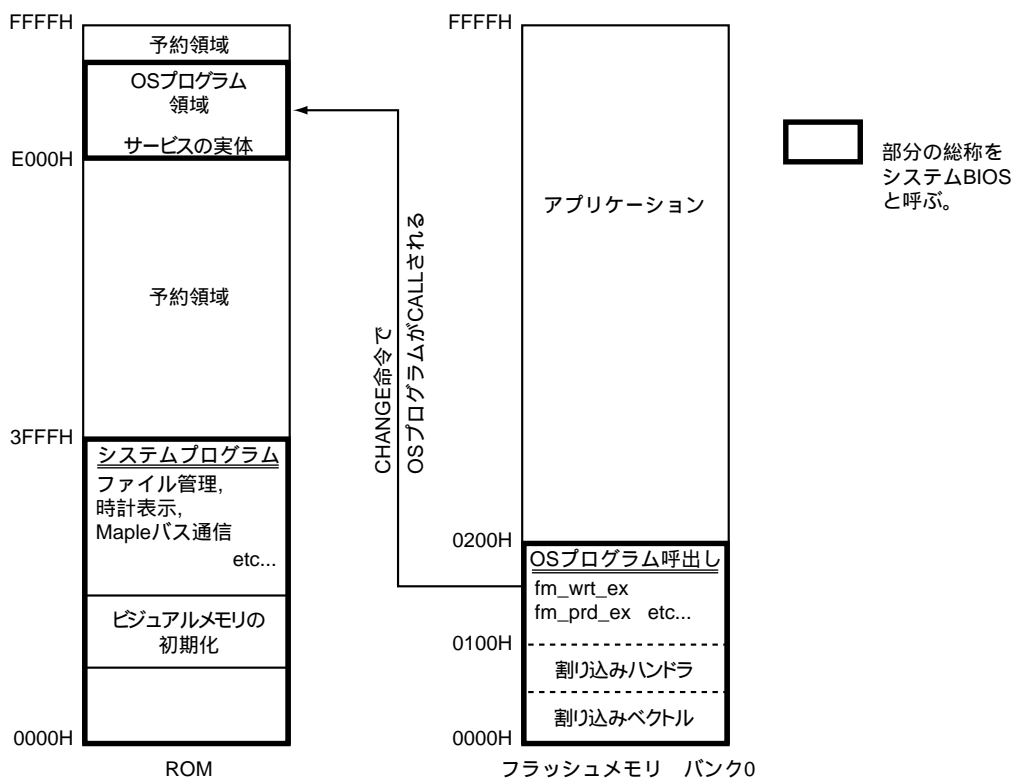 FFFFH
予約領域
OSプログラム
領域
サービスの実体
E000H
予約領域
3FFFH
システムプログラム
ファイル管理,
時計表示,
Mapleバス通信
etc...
ビジュアルメモリの
初期化
0000H
ROM
CHANGE命令で
OSプログラムがCALLされる
FFFFH
アプリケーション
0200H
OSプログラム呼出し
fm_wrt_ex
fm_prd_ex etc...
0100H
割り込みハンドラ
割り込みベクトル
0000H
フラッシュメモリ バンク0
部分の総称を
システムBIOS
と呼ぶ。